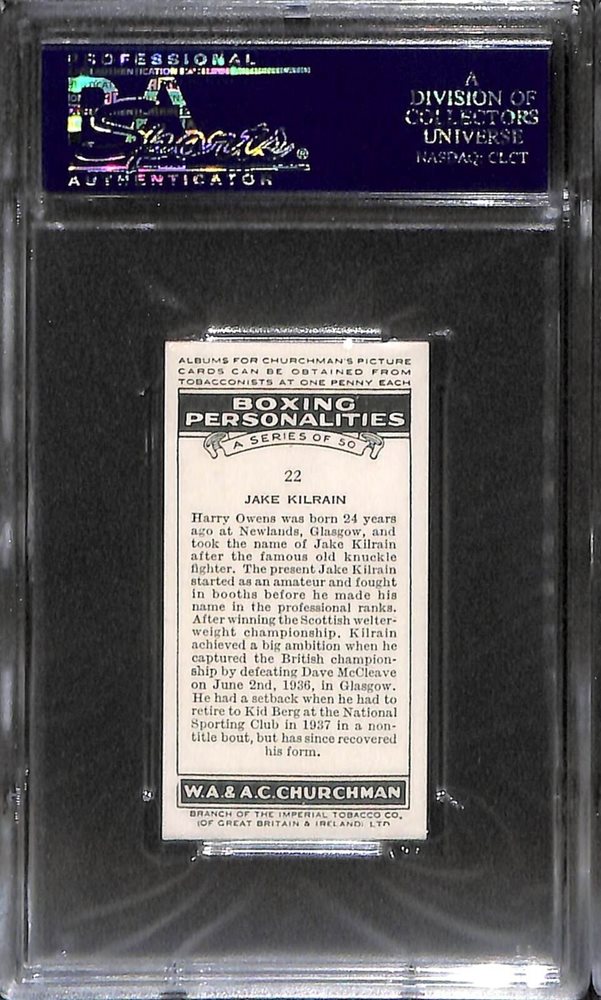 PROFESSIONAL
PSA
Sports
AUTHENTICATOR
A
DIVISION OF
COLLECTORS
UNIVERSE
NASDAQ: CLCT
ALBUMS FOR CHURCHMAN'S PICTURE
CARDS CAN BE OBTAINED FROM
TOBACCONISTS AT ONE PENNY EACH
BOXING
PERSONALITIES
A SERIES OF 50
22
JAKE KILRAIN
Harry Owens was born 24 years
ago at Newlands, Glasgow, and
took the name of Jake Kilrain
after the famous old knuckle
fighter. The present Jake Kilrain
started as an amateur and fought
in booths before he made his
name in the professional ranks.
After winning the Scottish welter-
weight championship, Kilrain
achieved a big ambition when he
captured the British champion-
ship by defeating Dave McCleave
on June 2nd, 1936, in Glasgow.
He had a setback when he had to
retire to Kid Berg at the National
Sporting Club in 1937 in a non-
title bout, but has since recovered
his form.
W.A. & A.C. CHURCHMAN
BRANCH OF THE IMPERIAL TOBACCO CO.
(OF GREAT BRITAIN & IRELAND), LTD